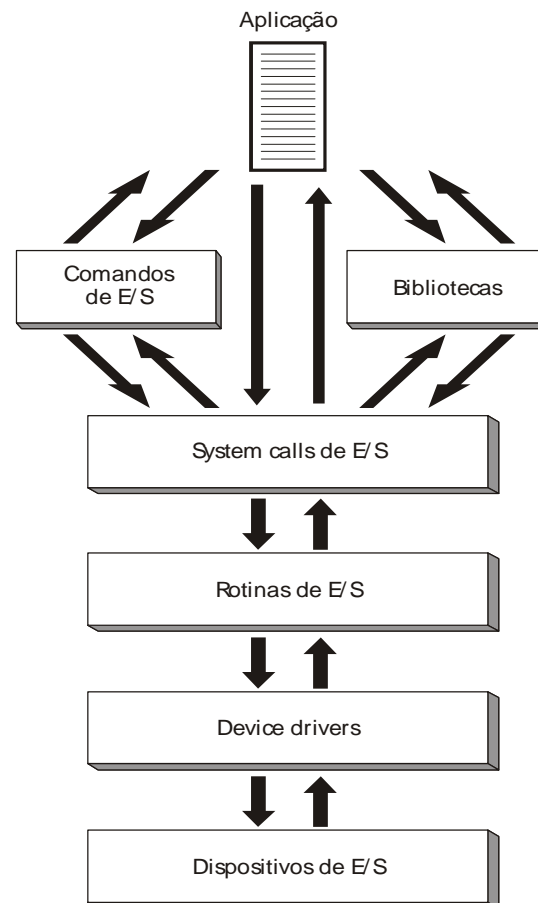 Aplicação
Comandos
de E/S
Bibliotecas
System calls de E/S
Rotinas de E/S
Device drivers
Dispositivos de E/S